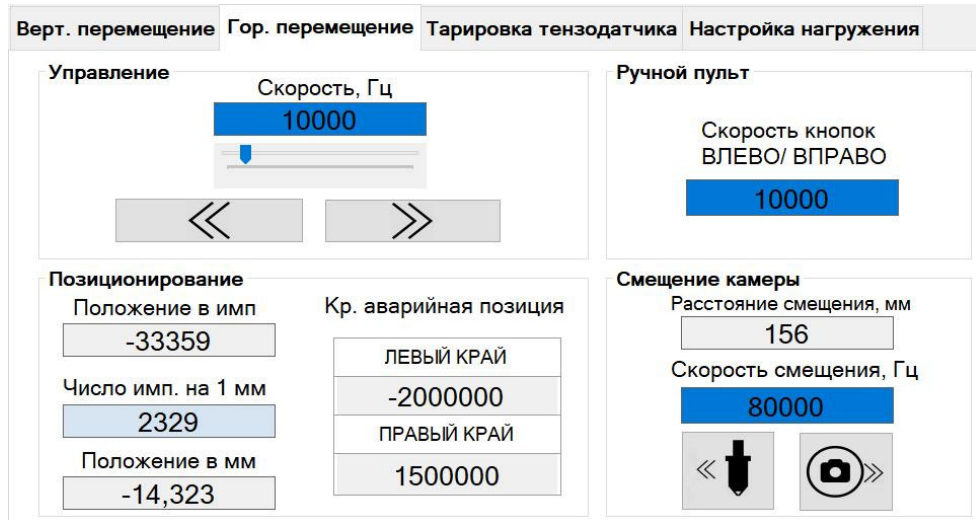 Верт. перемещение Гор. перемещение Тарировка тензодатчика Настройка нагружения
Управление
Скорость, Гц
10000
Ручной пульт
Скорость кнопок
ВЛЕВО/ ВПРАВО
10000
Позиционирование
Положение в имп
-33359
Число имп. на 1 мм
2329
Положение в мм
-14,323
Кр. аварийная позиция
ЛЕВЫЙ КРАЙ
-2000000
ПРАВЫЙ КРАЙ
1500000
Смещение камеры
Расстояние смещения, мм
156
Скорость смещения, Гц
80000